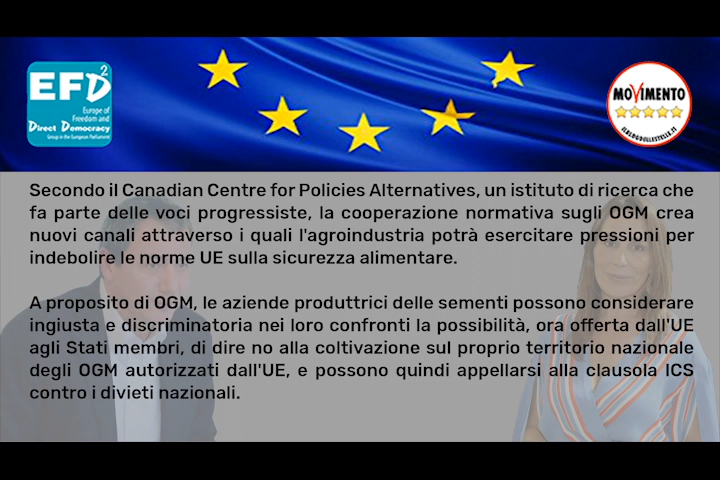 EFD2
Europe of
Freedom and
Direct Democracy
Group in the European Parliament
MOVIMENTO
ILBLOGDELLESTELLE.IT
Secondo il Canadian Centre for Policies Alternatives, un istituto di ricerca che
fa parte delle voci progressiste, la cooperazione normativa sugli OGM crea
nuovi canali attraverso i quali l'agroindustria potrà esercitare pressioni per
indebolire le norme UE sulla sicurezza alimentare.
A proposito di OGM, le aziende produttrici delle sementi possono considerare
ingiusta e discriminatoria nei loro confronti la possibilità, ora offerta dall'UE
agli Stati membri, di dire no alla coltivazione sul proprio territorio nazionale
degli OGM autorizzati dall'UE, e possono quindi appellarsi alla clausola ICS
contro i divieti nazionali.